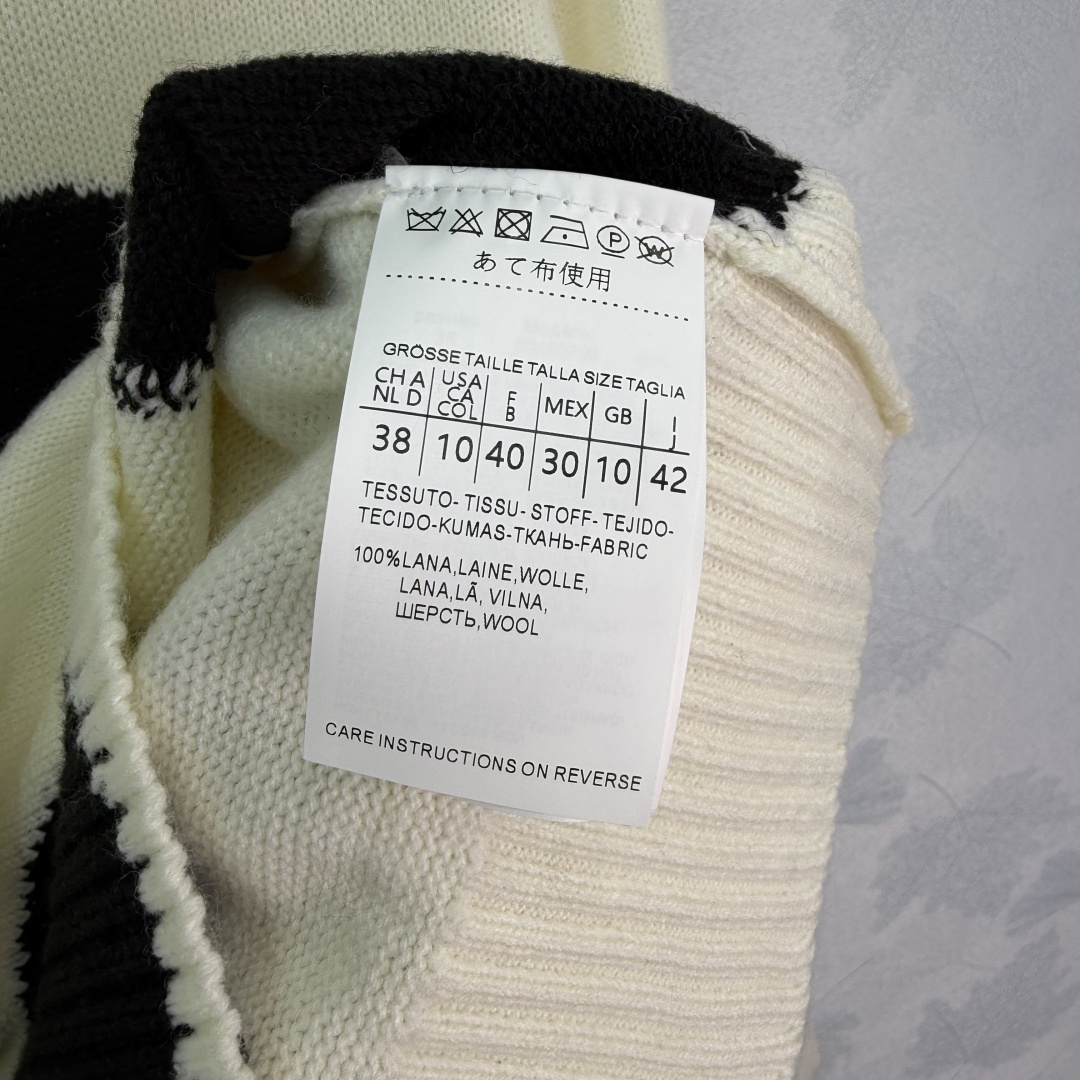 P W
あて布使用
GRÖSSE TAILLE TALLA SIZE TAGLIA
CH A NL D USA CA COL F B MEX GB I J
38 10 40 30 10 42
TESSUTO- TISSU- STOFF- TEJIDO-
TECIDO-KUMAS-ТКАНЬ-FABRIC
100%LANA,LAINE,WOLLE,
LANA,LÃ, VILNA,
ШЕРСТЬ,WOOL
CARE INSTRUCTIONS ON REVERSE